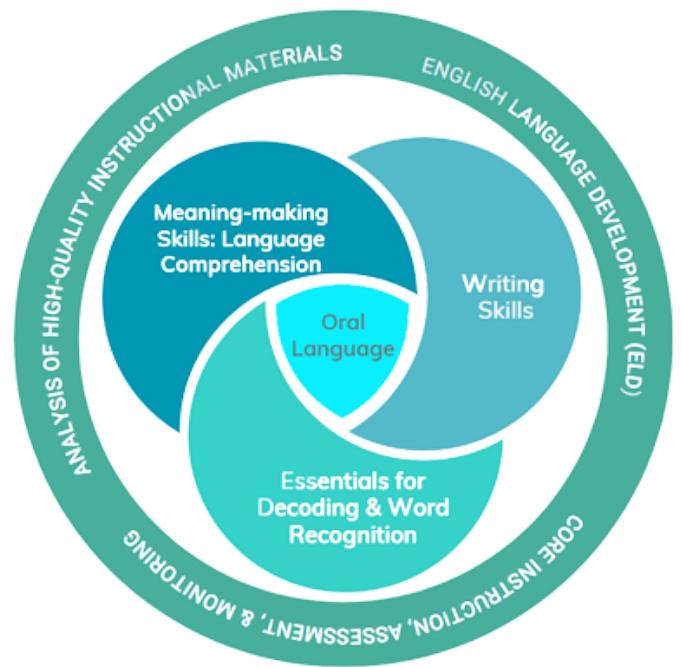 ANALYSIS OF HIGH-QUALITY INSTRUCTIONAL MATERIALS
ENGLISH LANGUAGE DEVELOPMENT (ELD)
Meaning-making
Skills: Language
Comprehension
Writing
Skills
Oral
Language
Essentials for
Decoding & Word
Recognition
CORE INSTRUCTION, ASSESSMENT, & MONITORING